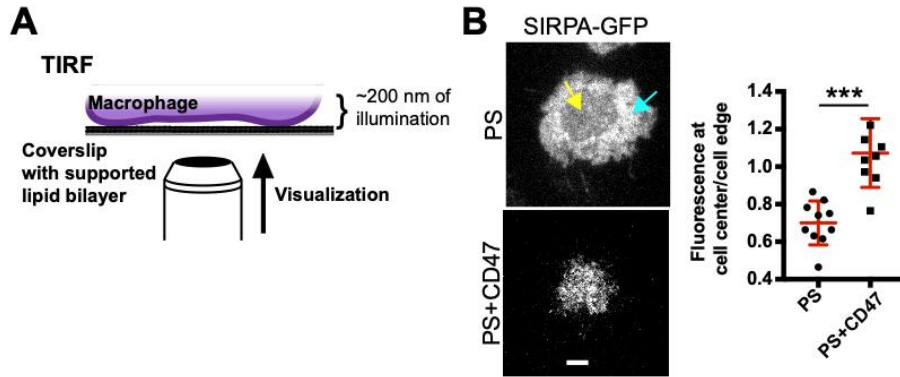 A
TIRF
Macrophage
~200 nm of
illumination
Coverslip
with supported
lipid bilayer
Visualization
B
SIRPA-GFP
PS
PS+CD47
Fluorescence at
cell center/cell edge
1.4
1.2
1.0
0.8
0.6
0.4
***
PS
PS+CD47